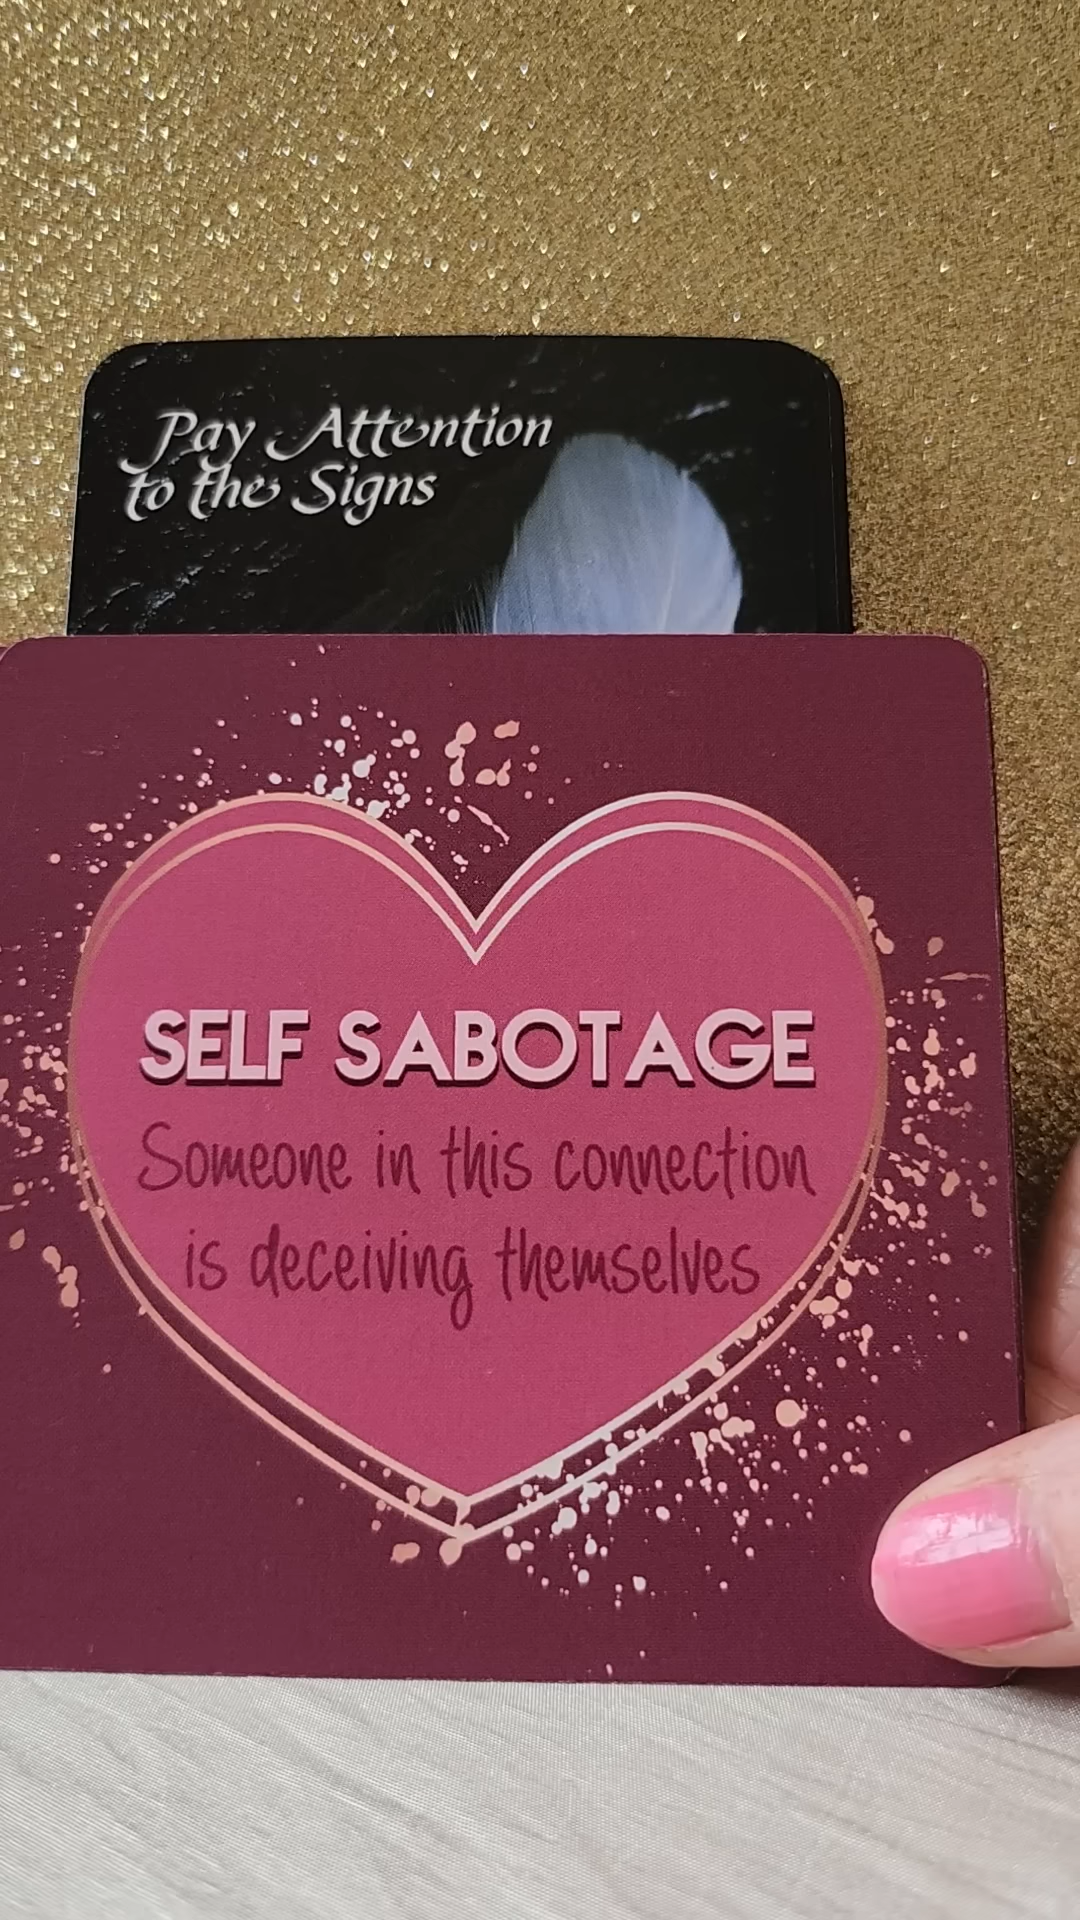 Pay Attention
to the Signs
SELF SABOTAGE
Someone in this connection
is deceiving themselves